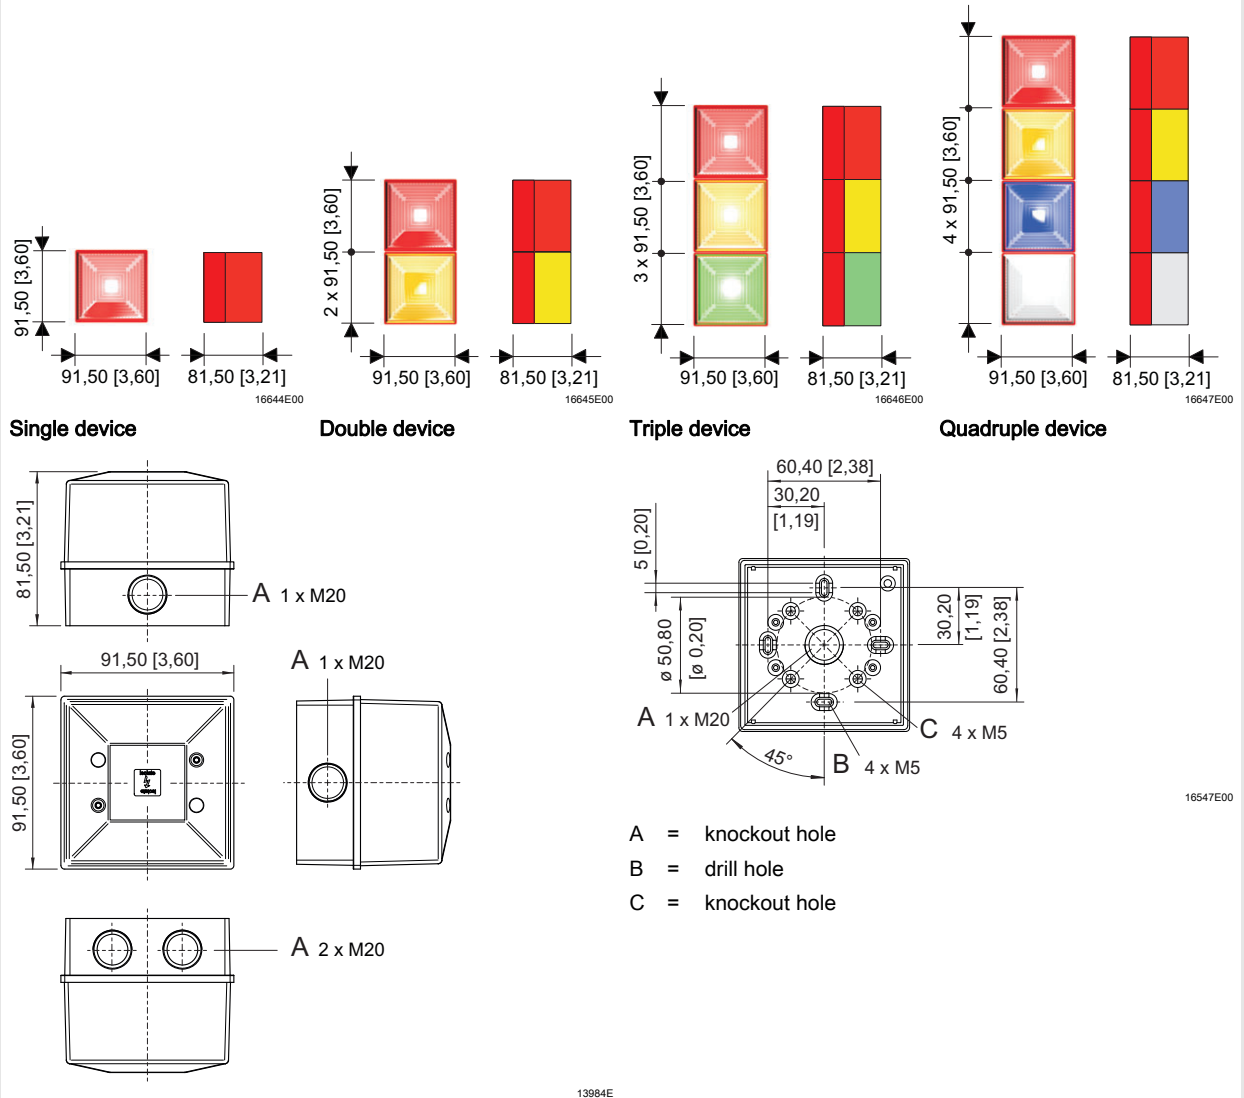 91,50 [3,60]
91,50 [3,60]
81,50 [3,21]
16644E00
2 x 91,50 [3,60]
91,50 [3,60]
81,50 [3,21]
16645E00
3 x 91,50 [3,60]
91,50 [3,60]
81,50 [3,21]
16646E00
4 x 91,50 [3,60]
91,50 [3,60]
81,50 [3,21]
16647E00
Single device
Double device
Triple device
Quadruple device
81,50 [3,21]
A 1 x M20
91,50 [3,60]
91,50 [3,60]
A 1 x M20
A 2 x M20
13984E
60,40 [2,38]
30,20
[1,19]
5 [0,20]
ø 50,80
[ø 0,20]
30,20
[1,19]
60,40 [2,38]
A 1 x M20
45°
B 4 x M5
C 4 x M5
16547E00
A = knockout hole
B = drill hole
C = knockout hole